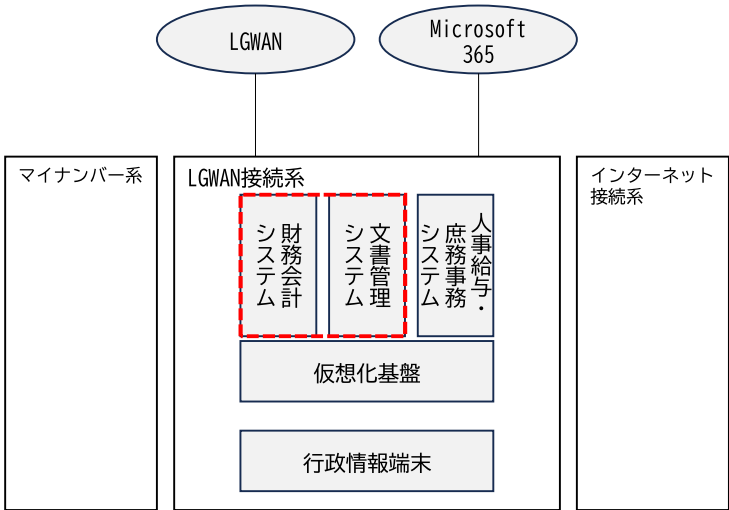 LGWAN
Microsoft
365
マイナンバー系
LGWAN接続系
インターネット
接続系
財務会計
システム
文書管理
システム
人事給与・
庶務事務
システム
仮想化基盤
行政情報端末